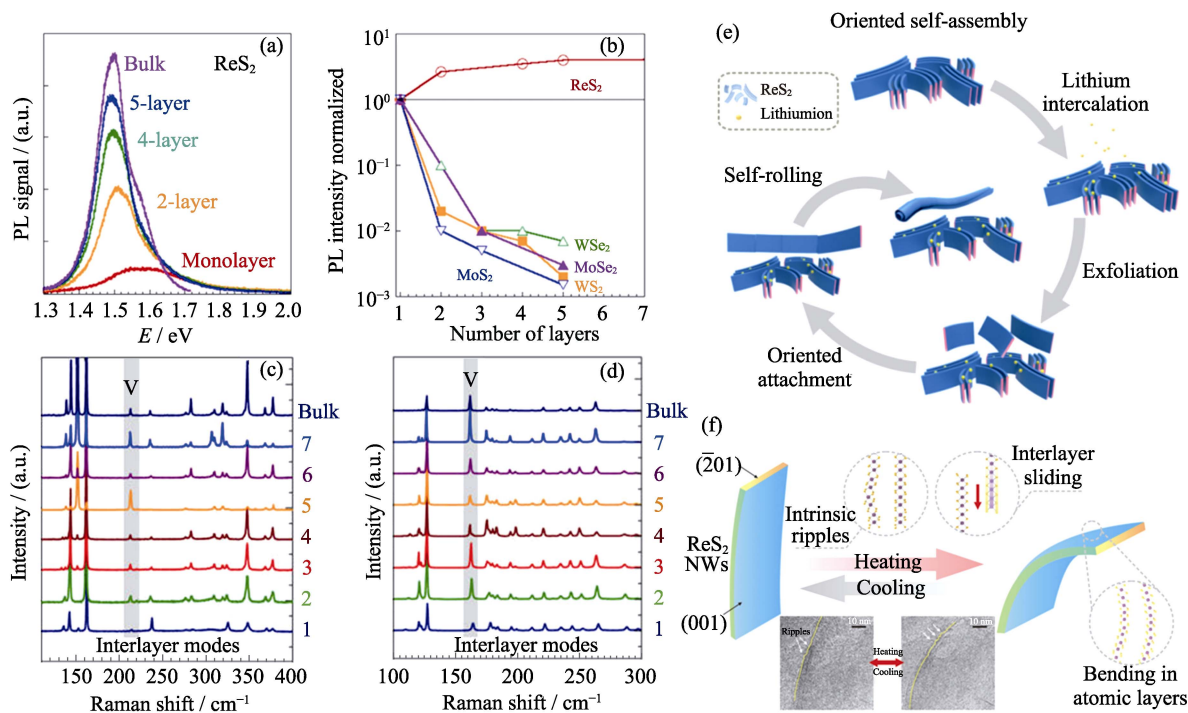 (a)
ReS2
Bulk
5-layer
4-layer
2-layer
Monolayer
PL signal / (a.u.)
1.3 1.4 1.5 1.6 1.7 1.8 1.9 2.0
E / eV
(b)
10^1
10^0
10^-1
10^-2
10^-3
PL intensity normalized
ReS2
WSe2
MoSe2
WS2
MoS2
1 2 3 4 5 6 7
Number of layers
(c)
V
Bulk
7
6
5
4
3
2
1
Interlayer modes
Intensity / (a.u.)
150 200 250 300 350 400
Raman shift / cm^-1
(d)
V
Bulk
7
6
5
4
3
2
1
Interlayer modes
Intensity / (a.u.)
100 150 200 250 300
Raman shift / cm^-1
(e)
Oriented self-assembly
ReS2
Lithiumion
Lithium
intercalation
Self-rolling
Exfoliation
Oriented
attachment
(f)
(2̅01)
Intrinsic
ripples
Interlayer
sliding
ReS2
NWs
Heating
Cooling
(001)
Ripples
10 nm
Heating
Cooling
10 nm
Bending in
atomic layers